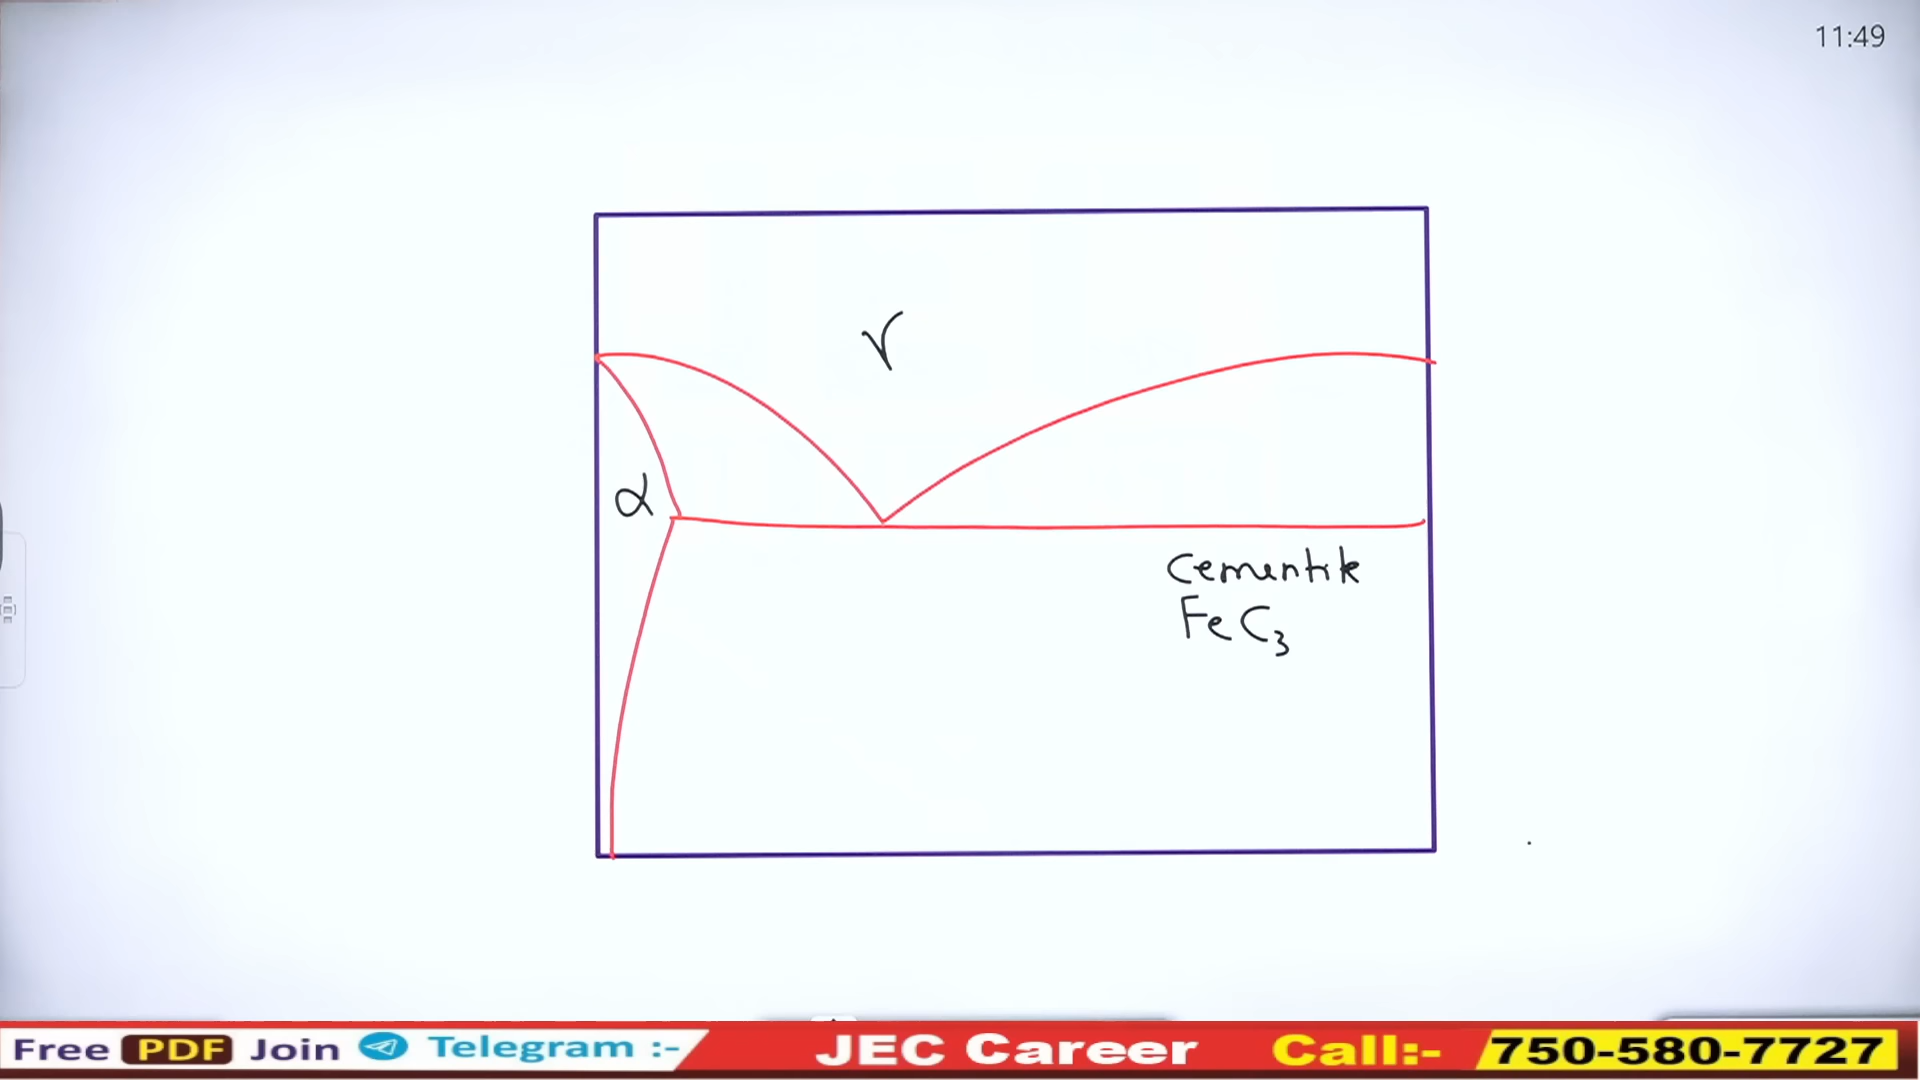 11:49
γ
α
Cementite
FeC₃
Free PDF Join Telegram :- JEC Career Call:- 750-580-7727